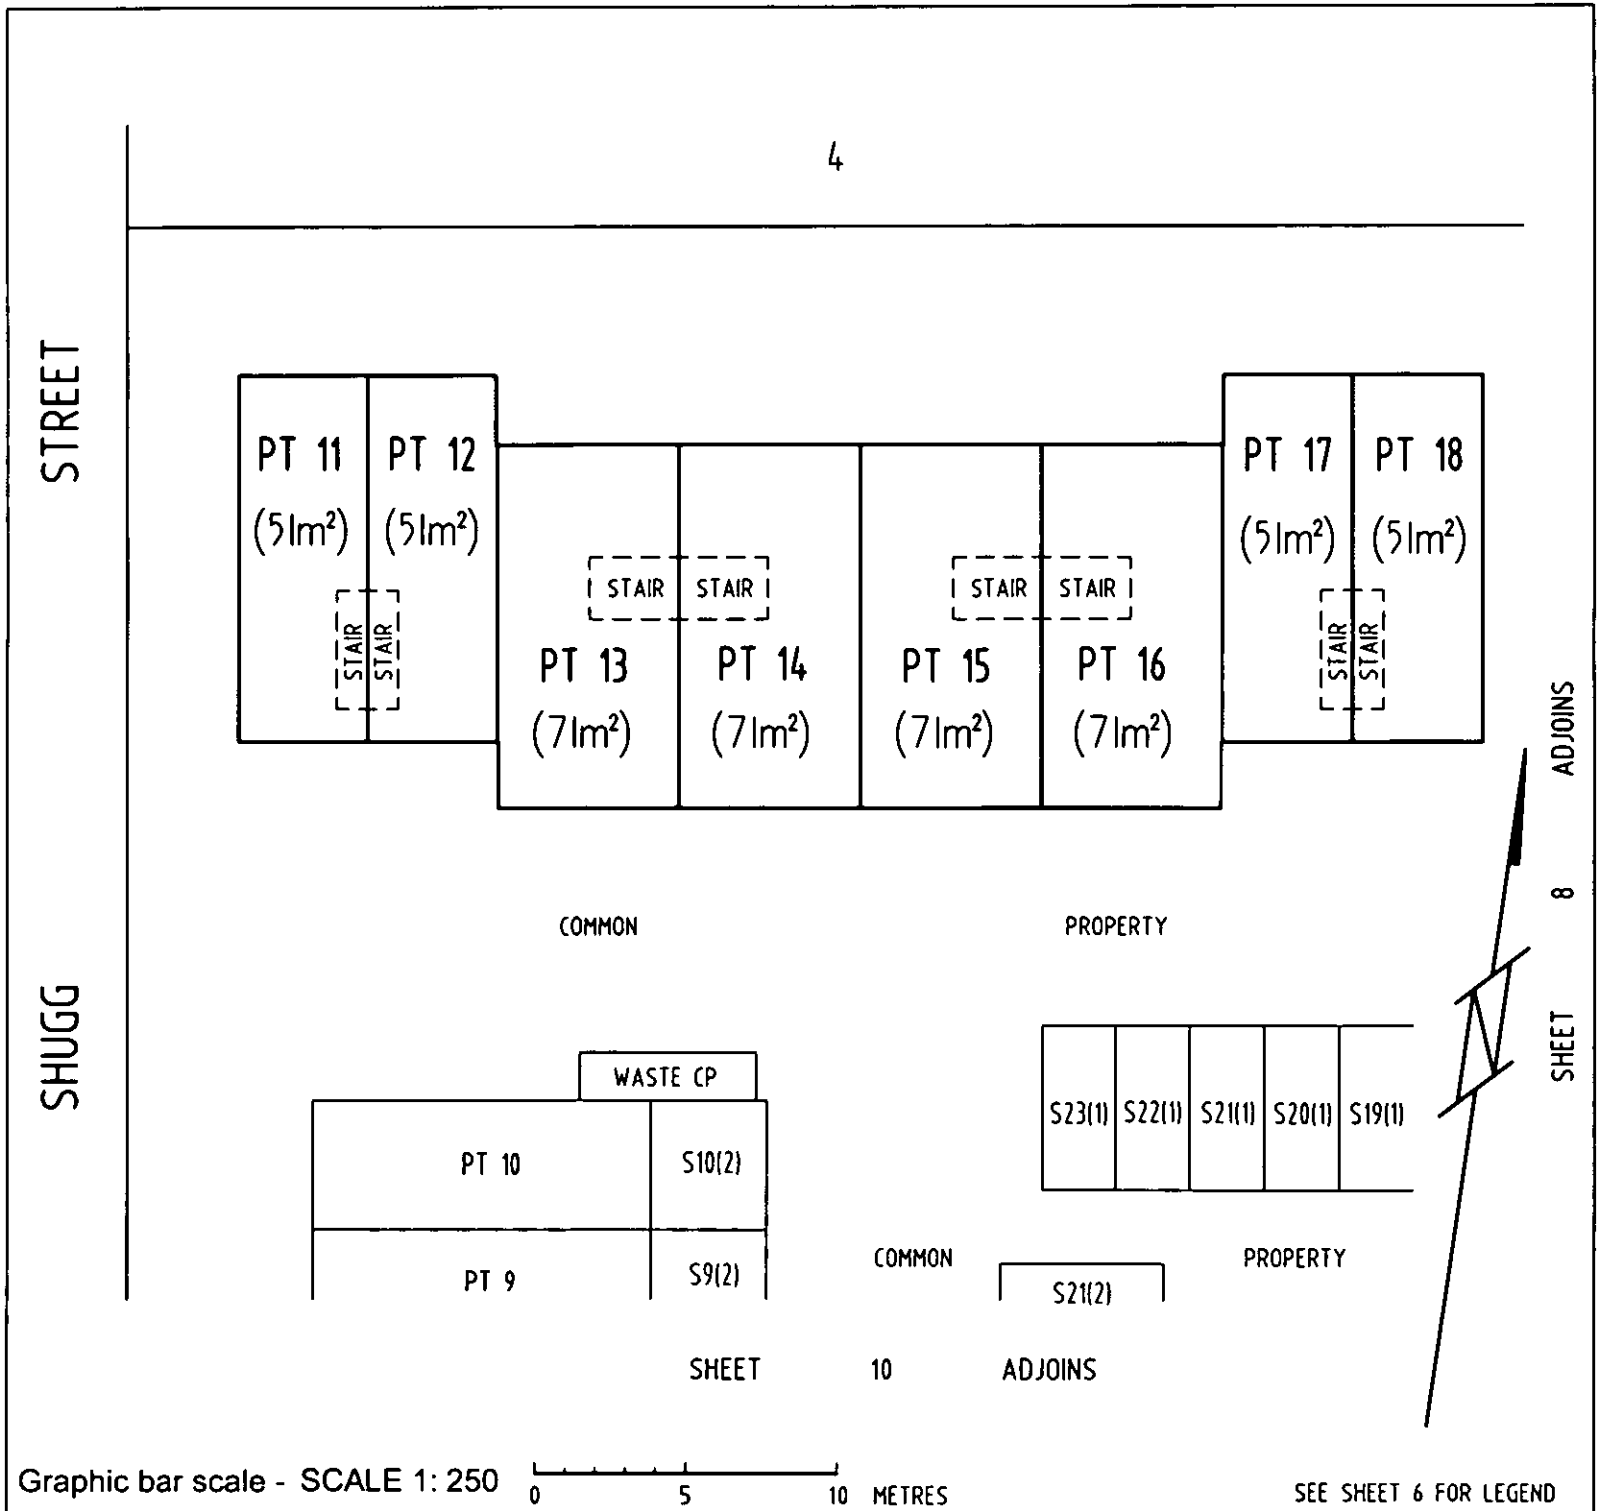 4
STREET
PT 11 PT 12 PT 17 PT 18
(51m²) (51m²) (51m²) (51m²)
STAIR STAIR STAIR STAIR
STAIR STAIR STAIR STAIR
PT 13 PT 14 PT 15 PT 16
(71m²) (71m²) (71m²) (71m²)
SHEET 8 ADJOINS
COMMON PROPERTY
SHUGG
WASTE CP
S23(1) S22(1) S21(1) S20(1) S19(1)
PT 10 S10(2)
COMMON PROPERTY
PT 9 S9(2)
S21(2)
N
SHEET 10 ADJOINS
Graphic bar scale - SCALE 1: 250
0 5 10 METRES
SEE SHEET 6 FOR LEGEND